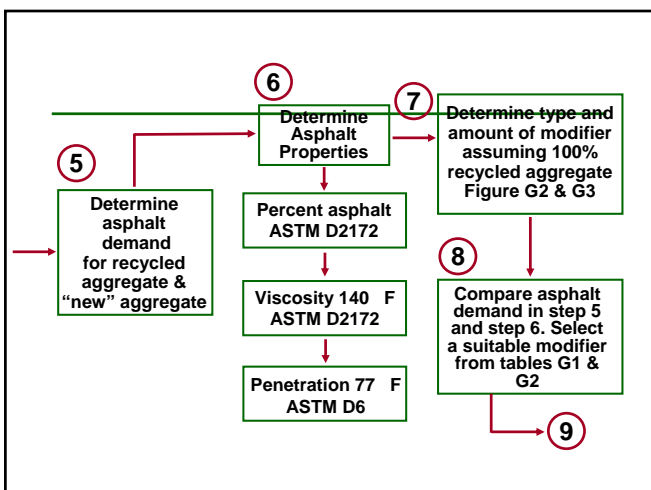 5
Determine
asphalt
demand
for recycled
aggregate &
“new” aggregate
6
Determine
Asphalt
Properties
Percent asphalt
ASTM D2172
Viscosity 140 F
ASTM D2172
Penetration 77 F
ASTM D6
7
Determine type and
amount of modifier
assuming 100%
recycled aggregate
Figure G2 & G3
8
Compare asphalt
demand in step 5
and step 6. Select
a suitable modifier
from tables G1 &
G2
9